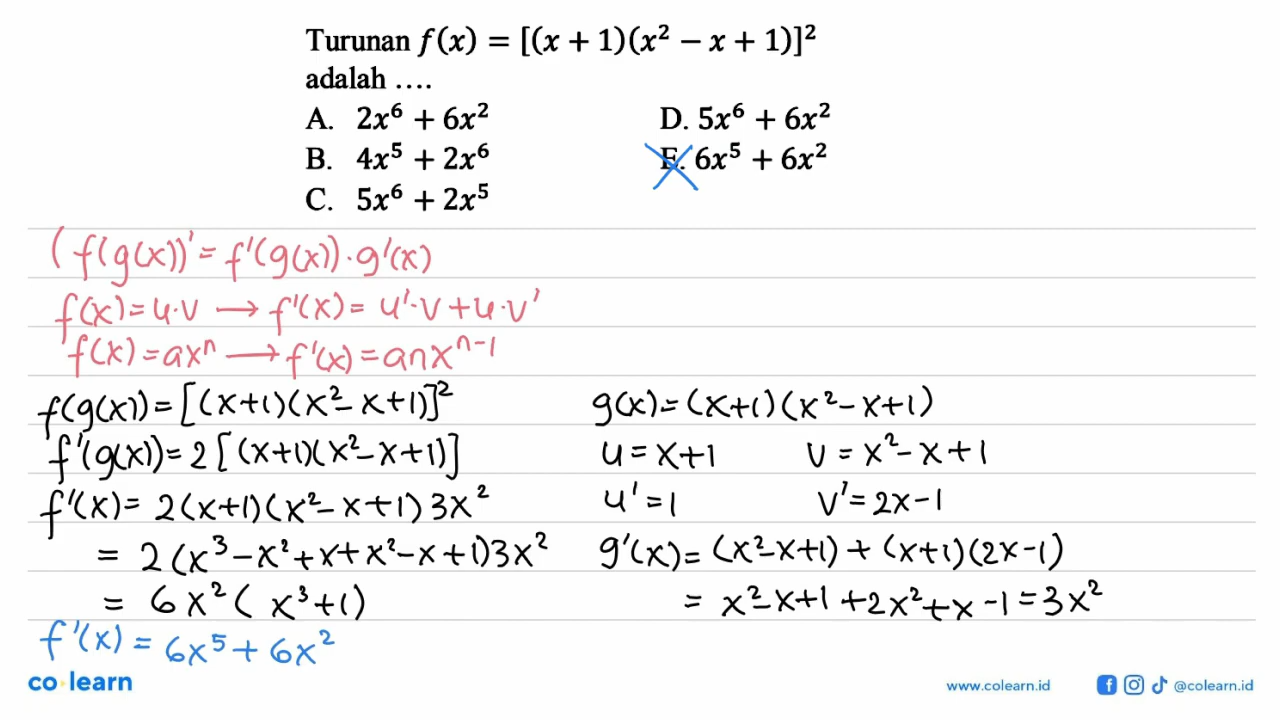 Turunan f(x) = [(x + 1)(x² − x + 1)]²
adalah ....
A. 2x⁶ + 6x²
B. 4x⁵ + 2x⁶
C. 5x⁶ + 2x⁵
D. 5x⁶ + 6x²
E. 6x⁵ + 6x²
(f(g(x))' = f'(g(x))·g'(x)
f(x) = u·v → f'(x) = u'·v + u·v'
f(x) = axⁿ → f'(x) = anxⁿ⁻¹
f(g(x)) = [(x+1)(x²−x+1)]²
f'(g(x)) = 2[(x+1)(x²−x+1)]
f'(x) = 2(x+1)(x²−x+1)3x²
= 2(x³−x²+x+x²−x+1)3x²
= 6x²(x³+1)
f'(x) = 6x⁵ + 6x²
g(x) = (x+1)(x²−x+1)
u = x+1 v = x²−x+1
u' = 1 v' = 2x−1
g'(x) = (x²−x+1) + (x+1)(2x−1)
= x²−x+1+2x²+x−1 = 3x²
co·learn
www.colearn.id
@colearn.id